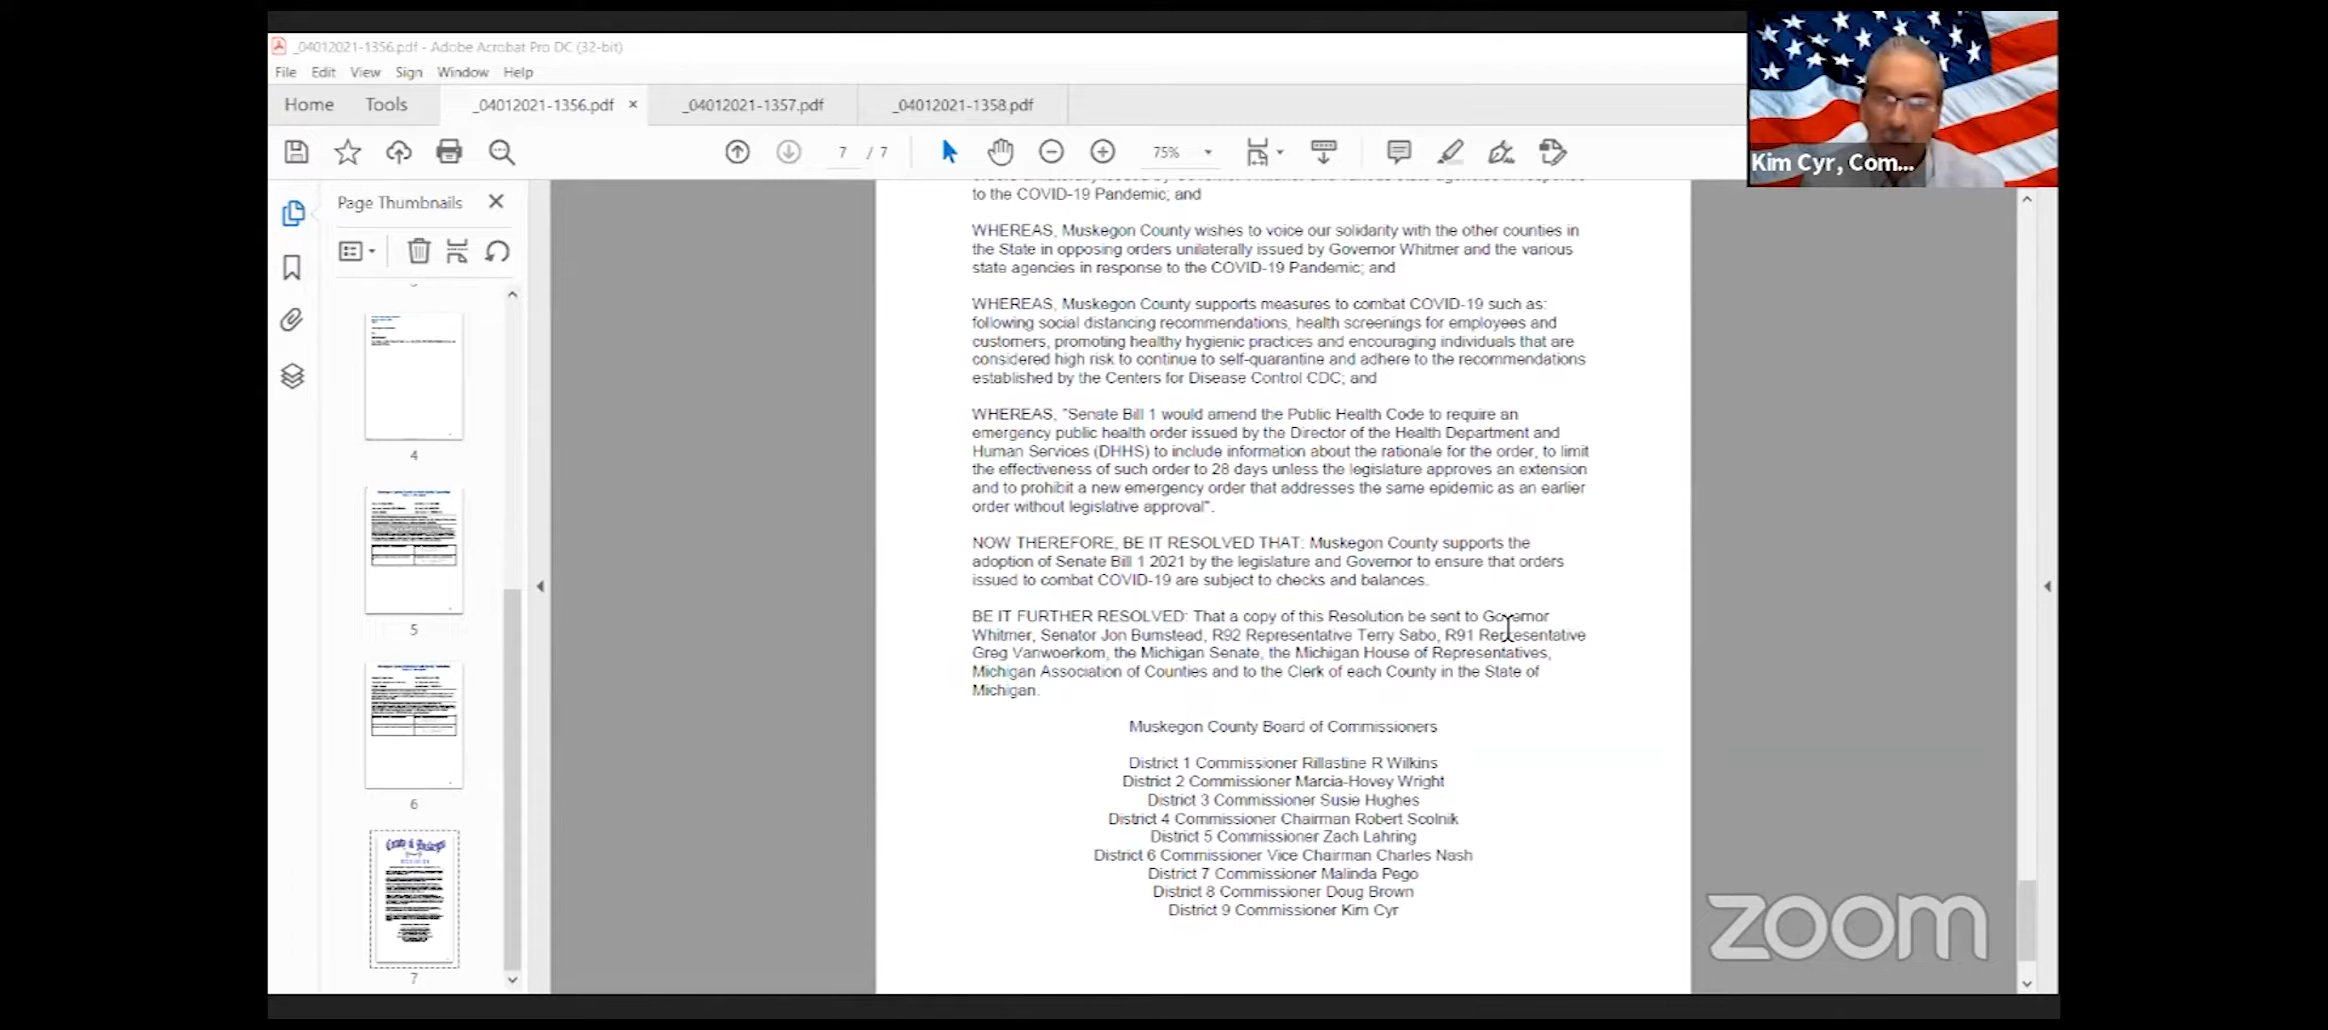 _04012021-1356.pdf - Adobe Acrobat Pro DC (32-bit)
File Edit View Sign Window Help
Home Tools _04012021-1356.pdf × _04012021-1357.pdf _04012021-1358.pdf
7 / 7 75%
Kim Cyr, Com...
Page Thumbnails
4
5
6
7
to the COVID-19 Pandemic; and
WHEREAS, Muskegon County wishes to voice our solidarity with the other counties in
the State in opposing orders unilaterally issued by Governor Whitmer and the various
state agencies in response to the COVID-19 Pandemic; and
WHEREAS, Muskegon County supports measures to combat COVID-19 such as:
following social distancing recommendations, health screenings for employees and
customers, promoting healthy hygienic practices and encouraging individuals that are
considered high risk to continue to self-quarantine and adhere to the recommendations
established by the Centers for Disease Control CDC; and
WHEREAS, "Senate Bill 1 would amend the Public Health Code to require an
emergency public health order issued by the Director of the Health Department and
Human Services (DHHS) to include information about the rationale for the order, to limit
the effectiveness of such order to 28 days unless the legislature approves an extension
and to prohibit a new emergency order that addresses the same epidemic as an earlier
order without legislative approval".
NOW THEREFORE, BE IT RESOLVED THAT: Muskegon County supports the
adoption of Senate Bill 1 2021 by the legislature and Governor to ensure that orders
issued to combat COVID-19 are subject to checks and balances.
BE IT FURTHER RESOLVED: That a copy of this Resolution be sent to Governor
Whitmer, Senator Jon Bumstead, R92 Representative Terry Sabo, R91 Representative
Greg Vanwoerkom, the Michigan Senate, the Michigan House of Representatives,
Michigan Association of Counties and to the Clerk of each County in the State of
Michigan.
Muskegon County Board of Commissioners
District 1 Commissioner Rillastine R Wilkins
District 2 Commissioner Marcia-Hovey Wright
District 3 Commissioner Susie Hughes
District 4 Commissioner Chairman Robert Scolnik
District 5 Commissioner Zach Lahring
District 6 Commissioner Vice Chairman Charles Nash
District 7 Commissioner Malinda Pego
District 8 Commissioner Doug Brown
District 9 Commissioner Kim Cyr
zoom